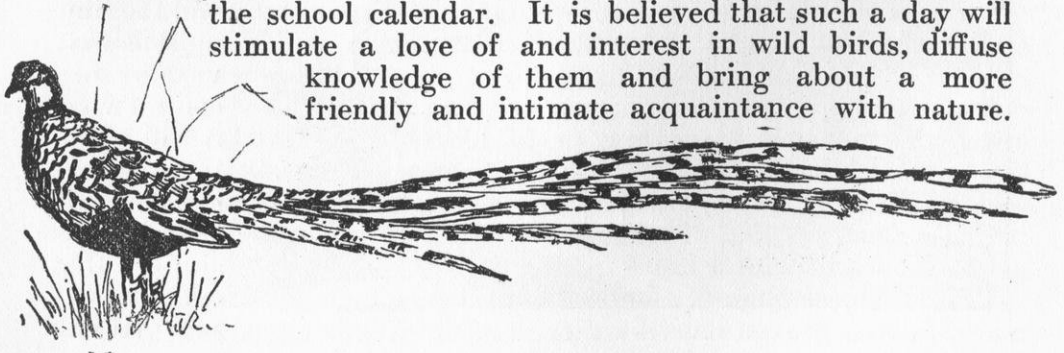 the school calendar. It is believed that such a day will
stimulate a love of and interest in wild birds, diffuse
knowledge of them and bring about a more
friendly and intimate acquaintance with nature.